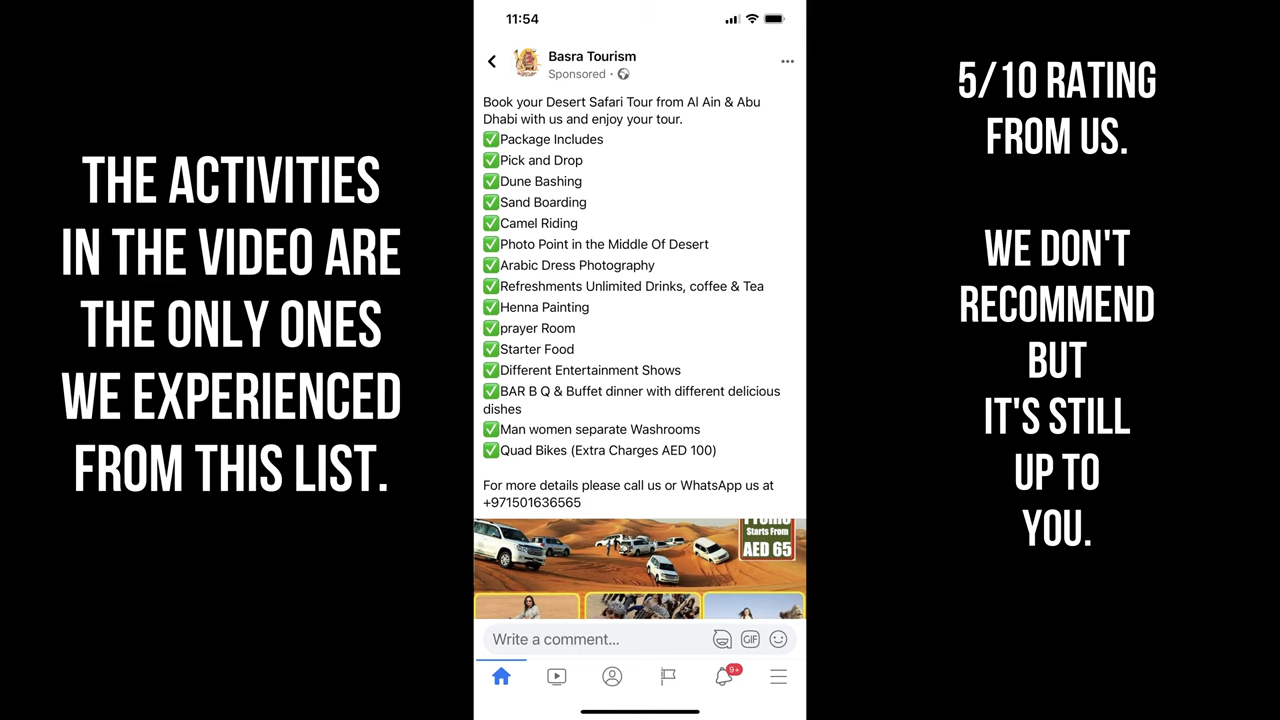 THE ACTIVITIES
IN THE VIDEO ARE
THE ONLY ONES
WE EXPERIENCED
FROM THIS LIST.
11:54
Basra Tourism
Sponsored ·
Book your Desert Safari Tour from Al Ain & Abu
Dhabi with us and enjoy your tour.
✅Package Includes
✅Pick and Drop
✅Dune Bashing
✅Sand Boarding
✅Camel Riding
✅Photo Point in the Middle Of Desert
✅Arabic Dress Photography
✅Refreshments Unlimited Drinks, coffee & Tea
✅Henna Painting
✅prayer Room
✅Starter Food
✅Different Entertainment Shows
✅BAR B Q & Buffet dinner with different delicious
dishes
✅Man women separate Washrooms
✅Quad Bikes (Extra Charges AED 100)
For more details please call us or WhatsApp us at
+971501636565
PROMO
Starts From
AED 65
Write a comment...
GIF
9+
5/10 RATING
FROM US.
WE DON'T
RECOMMEND
BUT
IT'S STILL
UP TO
YOU.